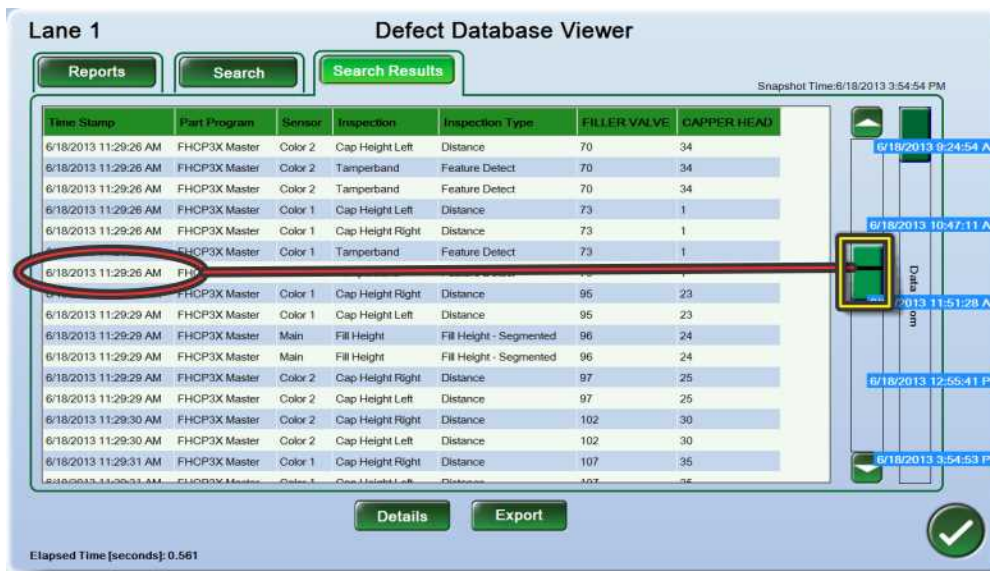 Lane 1 Defect Database Viewer
Reports Search Search Results
Snapshot Time:6/18/2013 3:54:54 PM
Time Stamp Part Program Sensor Inspection Inspection Type FILLER VALVE CAPPER HEAD
6/18/2013 11:29:26 AM FHCP3X Master Color 2 Cap Height Left Distance 70 34
6/18/2013 9:24:54 A
6/18/2013 11:29:26 AM FHCP3X Master Color 2 Tamperband Feature Detect 70 34
6/18/2013 11:29:26 AM FHCP3X Master Color 2 Tamperband Feature Detect 70 34
6/18/2013 11:29:26 AM FHCP3X Master Color 1 Cap Height Left Distance 73 1
6/18/2013 11:29:26 AM FHCP3X Master Color 1 Cap Height Right Distance 73 1
6/18/2013 10:47:11 A
FHCP3X Master Color 1 Tamperband Feature Detect 73 1
6/18/2013 11:29:26 AM
Data
FHCP3X Master Color 1 Cap Height Right Distance 95 23
2013 11:51:28 A
6/18/2013 11:29:29 AM FHCP3X Master Color 1 Cap Height Left Distance 95 23
6/18/2013 11:29:29 AM FHCP3X Master Main Fill Height Fill Height - Segmented 96 24
6/18/2013 11:29:29 AM FHCP3X Master Main Fill Height Fill Height - Segmented 96 24
6/18/2013 11:29:29 AM FHCP3X Master Color 2 Cap Height Right Distance 97 25
6/18/2013 12:55:41 P
6/18/2013 11:29:29 AM FHCP3X Master Color 2 Cap Height Left Distance 97 25
6/18/2013 11:29:30 AM FHCP3X Master Color 2 Cap Height Right Distance 102 30
6/18/2013 11:29:30 AM FHCP3X Master Color 2 Cap Height Left Distance 102 30
6/18/2013 11:29:31 AM FHCP3X Master Color 1 Cap Height Right Distance 107 35
6/18/2013 3:54:53 P
Details Export
Elapsed Time [seconds]: 0.561